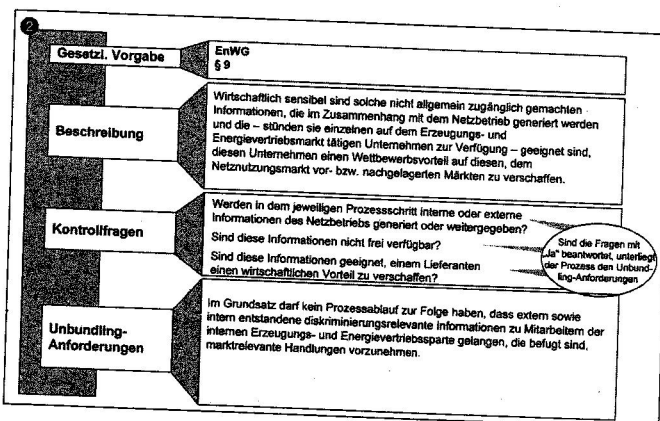 2
Gesetzl. Vorgabe
EnWG
§ 9
Beschreibung
Wirtschaftlich sensibel sind solche nicht allgemein zugänglich gemachten
Informationen, die im Zusammenhang mit dem Netzbetrieb generiert werden
und die – stünden sie einzelnen auf dem Erzeugungs- und
Energievertriebsmarkt tätigen Unternehmen zur Verfügung – geeignet sind,
diesen Unternehmen einen Wettbewerbsvorteil auf diesen, dem
Netznutzungsmarkt vor- bzw. nachgelagerten Märkten zu verschaffen.
Kontrollfragen
Werden in dem jeweiligen Prozessschritt interne oder externe
Informationen des Netzbetriebs generiert oder weitergegeben?
Sind diese Informationen nicht frei verfügbar?
Sind diese Informationen geeignet, einem Lieferanten
einen wirtschaftlichen Vorteil zu verschaffen?
Sind die Fragen mit
„Ja" beantwortet, unterliegt
der Prozess den Unbund-
ling-Anforderungen
Unbundling-
Anforderungen
Im Grundsatz darf kein Prozessablauf zur Folge haben, dass extern sowie
intern entstandene diskriminierungsrelevante Informationen zu Mitarbeitern der
internen Erzeugungs- und Energievertriebssparte gelangen, die befugt sind,
marktrelevante Handlungen vorzunehmen.